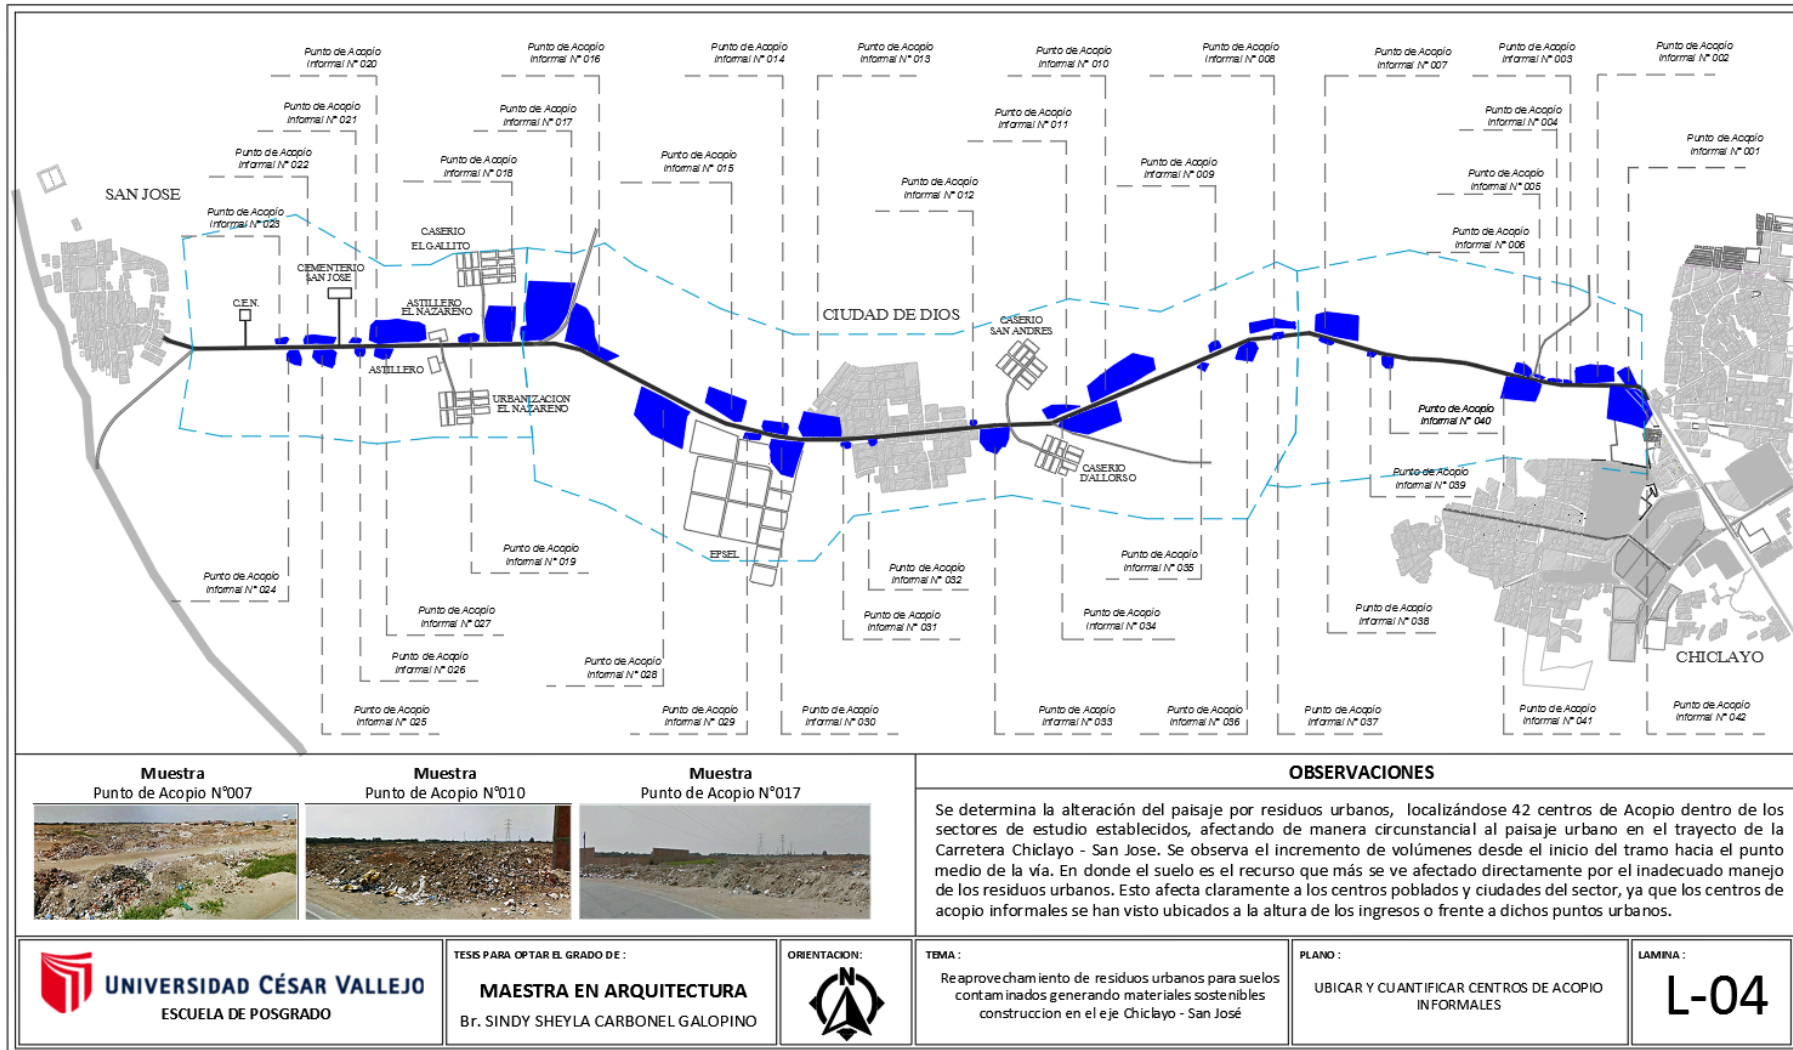 Punto de Acopio
Informal N° 020
Punto de Acopio
Informal N° 016
Punto de Acopio
Informal N° 014
Punto de Acopio
Informal N° 013
Punto de Acopio
Informal N° 010
Punto de Acopio
Informal N° 008
Punto de Acopio
Informal N° 007
Punto de Acopio
Informal N° 003
Punto de Acopio
Informal N° 002
Punto de Acopio
Informal N° 021
Punto de Acopio
Informal N° 017
Punto de Acopio
Informal N° 011
Punto de Acopio
Informal N° 004
Punto de Acopio
Informal N° 001
Punto de Acopio
Informal N° 022
Punto de Acopio
Informal N° 018
Punto de Acopio
Informal N° 015
Punto de Acopio
Informal N° 009
Punto de Acopio
Informal N° 005
Punto de Acopio
Informal N° 012
SAN JOSE
Punto de Acopio
Informal N° 023
Punto de Acopio
Informal N° 006
CASERIO
EL GALLITO
CEMENTERIO
SAN JOSE
C.E.N.
ASTILLERO
EL NAZARENO
CIUDAD DE DIOS
CASERIO
SAN ANDRES
ASTILLERO
URBANIZACION
EL NAZARENO
Punto de Acopio
Informal N° 040
CASERIO
D'ALLORSO
Punto de Acopio
Informal N° 039
EPSEL
Punto de Acopio
Informal N° 019
Punto de Acopio
Informal N° 035
Punto de Acopio
Informal N° 032
Punto de Acopio
Informal N° 024
Punto de Acopio
Informal N° 027
Punto de Acopio
Informal N° 031
Punto de Acopio
Informal N° 034
Punto de Acopio
Informal N° 038
Punto de Acopio
Informal N° 026
Punto de Acopio
Informal N° 028
CHICLAYO
Punto de Acopio
Informal N° 025
Punto de Acopio
Informal N° 029
Punto de Acopio
Informal N° 030
Punto de Acopio
Informal N° 033
Punto de Acopio
Informal N° 036
Punto de Acopio
Informal N° 037
Punto de Acopio
Informal N° 041
Punto de Acopio
Informal N° 042
Muestra
Punto de Acopio N°007
Muestra
Punto de Acopio N°010
Muestra
Punto de Acopio N°017
OBSERVACIONES
Se determina la alteración del paisaje por residuos urbanos, localizándose 42 centros de Acopio dentro de los
sectores de estudio establecidos, afectando de manera circunstancial al paisaje urbano en el trayecto de la
Carretera Chiclayo - San Jose. Se observa el incremento de volúmenes desde el inicio del tramo hacia el punto
medio de la vía. En donde el suelo es el recurso que más se ve afectado directamente por el inadecuado manejo
de los residuos urbanos. Esto afecta claramente a los centros poblados y ciudades del sector, ya que los centros de
acopio informales se han visto ubicados a la altura de los ingresos o frente a dichos puntos urbanos.
UNIVERSIDAD CÉSAR VALLEJO
ESCUELA DE POSGRADO
TESIS PARA OPTAR EL GRADO DE :
MAESTRA EN ARQUITECTURA
Br. SINDY SHEYLA CARBONEL GALOPINO
ORIENTACION:
N
TEMA :
Reaprovechamiento de residuos urbanos para suelos
contaminados generando materiales sostenibles
construccion en el eje Chiclayo - San José
PLANO :
UBICAR Y CUANTIFICAR CENTROS DE ACOPIO
INFORMALES
LAMINA :
L-04